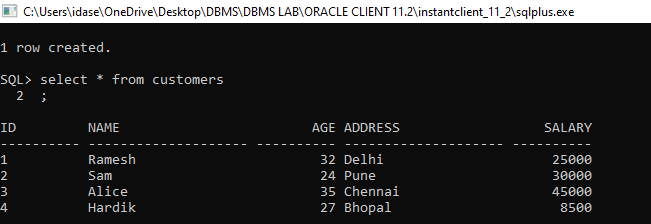 C:\Users\idase\OneDrive\Desktop\DBMS\DBMS LAB\ORACLE CLIENT 11.2\instantclient_11_2\sqlplus.exe
1 row created.
SQL> select * from customers
  2  ;
ID         NAME                        AGE ADDRESS                  SALARY
---------- -------------------- ---------- -------------------- ----------
1          Ramesh                       32 Delhi                     25000
2          Sam                          24 Pune                      30000
3          Alice                        35 Chennai                   45000
4          Hardik                       27 Bhopal                     8500